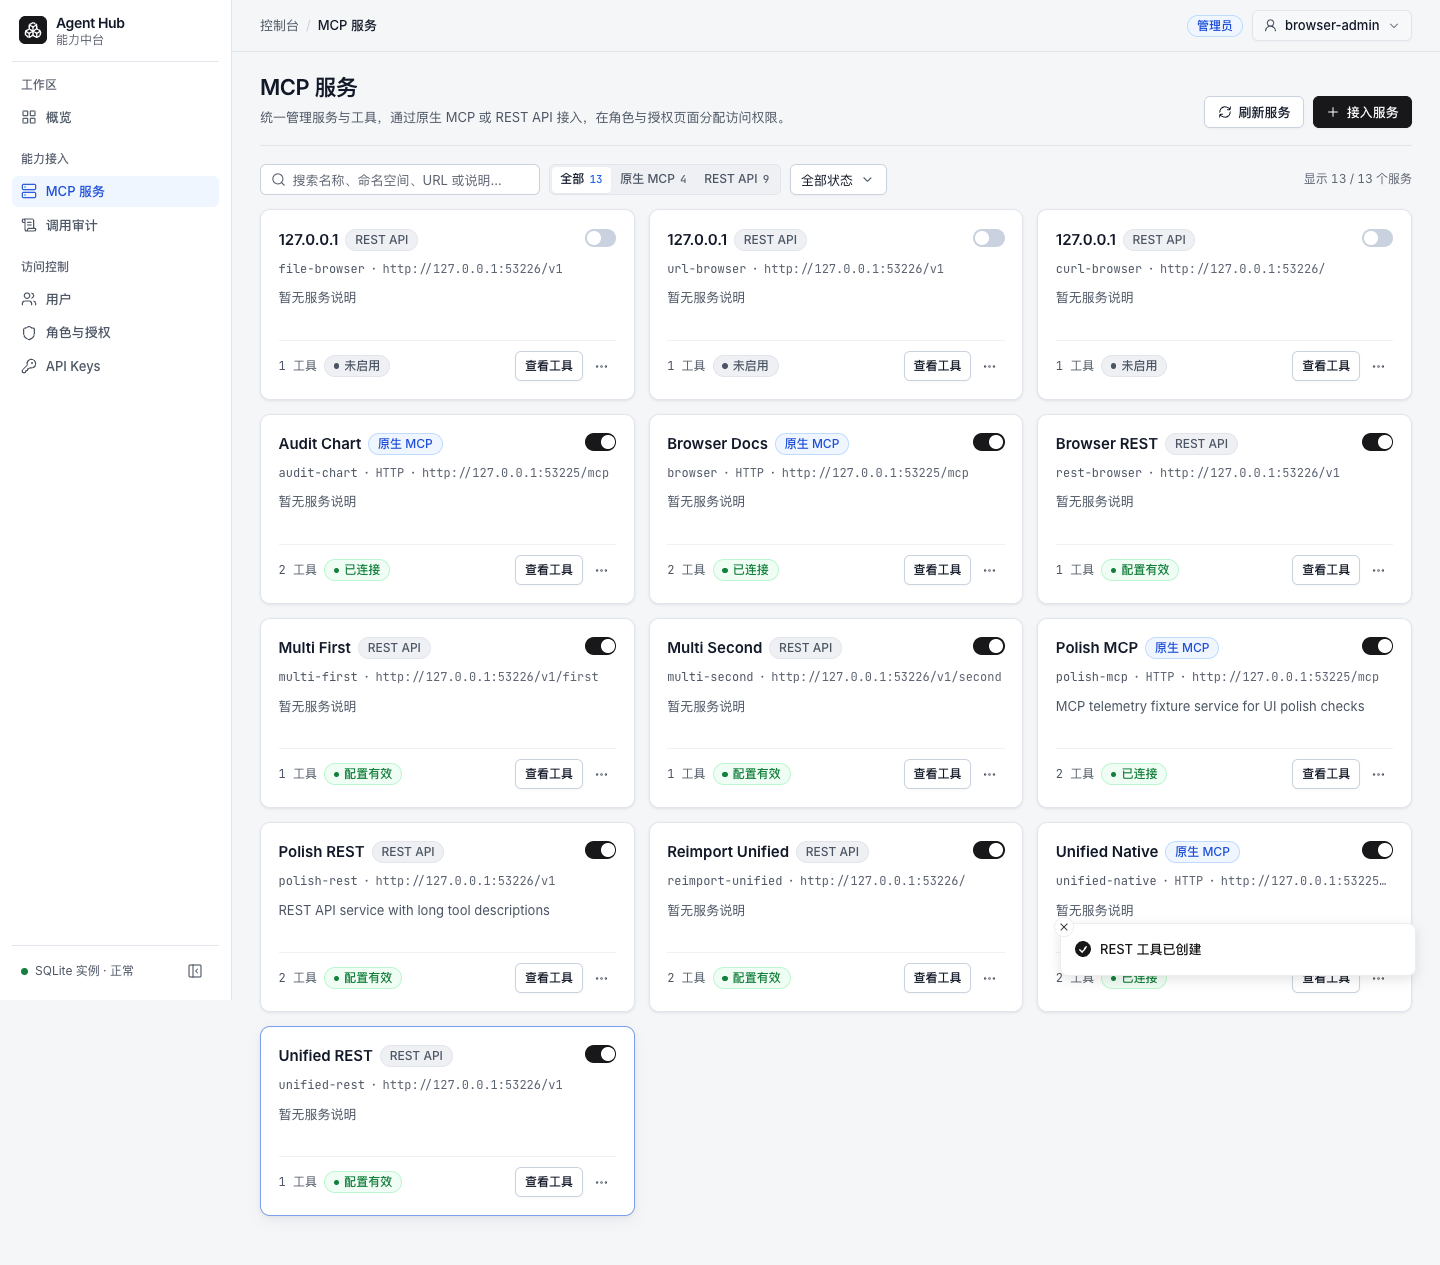 Agent Hub
能力中台
工作区
概览
能力接入
MCP 服务
调用审计
访问控制
用户
角色与授权
API Keys
SQLite 实例 · 正常
控制台 / MCP 服务
管理员
browser-admin
MCP 服务
统一管理服务与工具，通过原生 MCP 或 REST API 接入，在角色与授权页面分配访问权限。
刷新服务
接入服务
搜索名称、命名空间、URL 或说明...
全部 13
原生 MCP 4
REST API 9
全部状态
显示 13 / 13 个服务
127.0.0.1 REST API
file-browser · http://127.0.0.1:53226/v1
暂无服务说明
1 工具 未启用 查看工具
127.0.0.1 REST API
url-browser · http://127.0.0.1:53226/v1
暂无服务说明
1 工具 未启用 查看工具
127.0.0.1 REST API
curl-browser · http://127.0.0.1:53226/
暂无服务说明
1 工具 未启用 查看工具
Audit Chart 原生 MCP
audit-chart · HTTP · http://127.0.0.1:53225/mcp
暂无服务说明
2 工具 已连接 查看工具
Browser Docs 原生 MCP
browser · HTTP · http://127.0.0.1:53225/mcp
暂无服务说明
2 工具 已连接 查看工具
Browser REST REST API
rest-browser · http://127.0.0.1:53226/v1
暂无服务说明
1 工具 配置有效 查看工具
Multi First REST API
multi-first · http://127.0.0.1:53226/v1/first
暂无服务说明
1 工具 配置有效 查看工具
Multi Second REST API
multi-second · http://127.0.0.1:53226/v1/second
暂无服务说明
1 工具 配置有效 查看工具
Polish MCP 原生 MCP
polish-mcp · HTTP · http://127.0.0.1:53225/mcp
MCP telemetry fixture service for UI polish checks
2 工具 已连接 查看工具
Polish REST REST API
polish-rest · http://127.0.0.1:53226/v1
REST API service with long tool descriptions
2 工具 配置有效 查看工具
Reimport Unified REST API
reimport-unified · http://127.0.0.1:53226/
暂无服务说明
2 工具 配置有效 查看工具
Unified Native 原生 MCP
unified-native · HTTP · http://127.0.0.1:53225…
暂无服务说明
REST 工具已创建
2 工具 已连接 查看工具
Unified REST REST API
unified-rest · http://127.0.0.1:53226/v1
暂无服务说明
1 工具 配置有效 查看工具